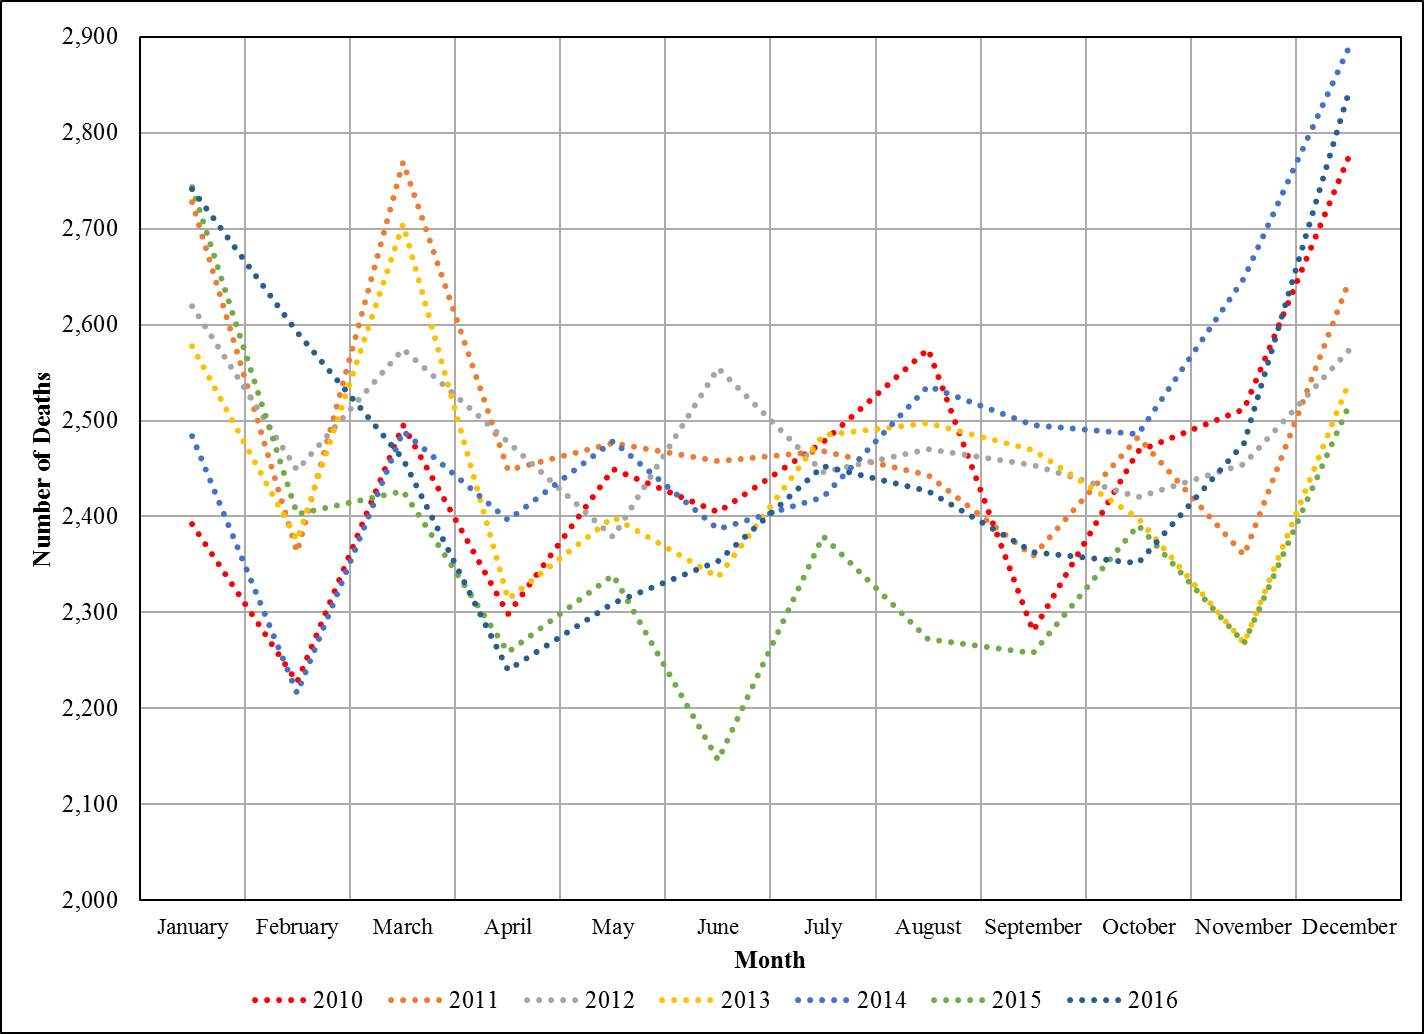 2,900
2,800
2,700
2,600
2,500
2,400
2,300
2,200
2,100
2,000
Number of Deaths
January February March April May June July August September October November December
Month
2010 2011 2012 2013 2014 2015 2016